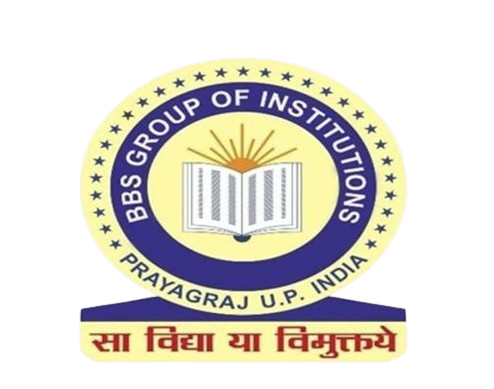 BBS GROUP OF INSTITUTIONS
PRAYAGRAJ U.P. INDIA
सा विद्या या विमुक्तये